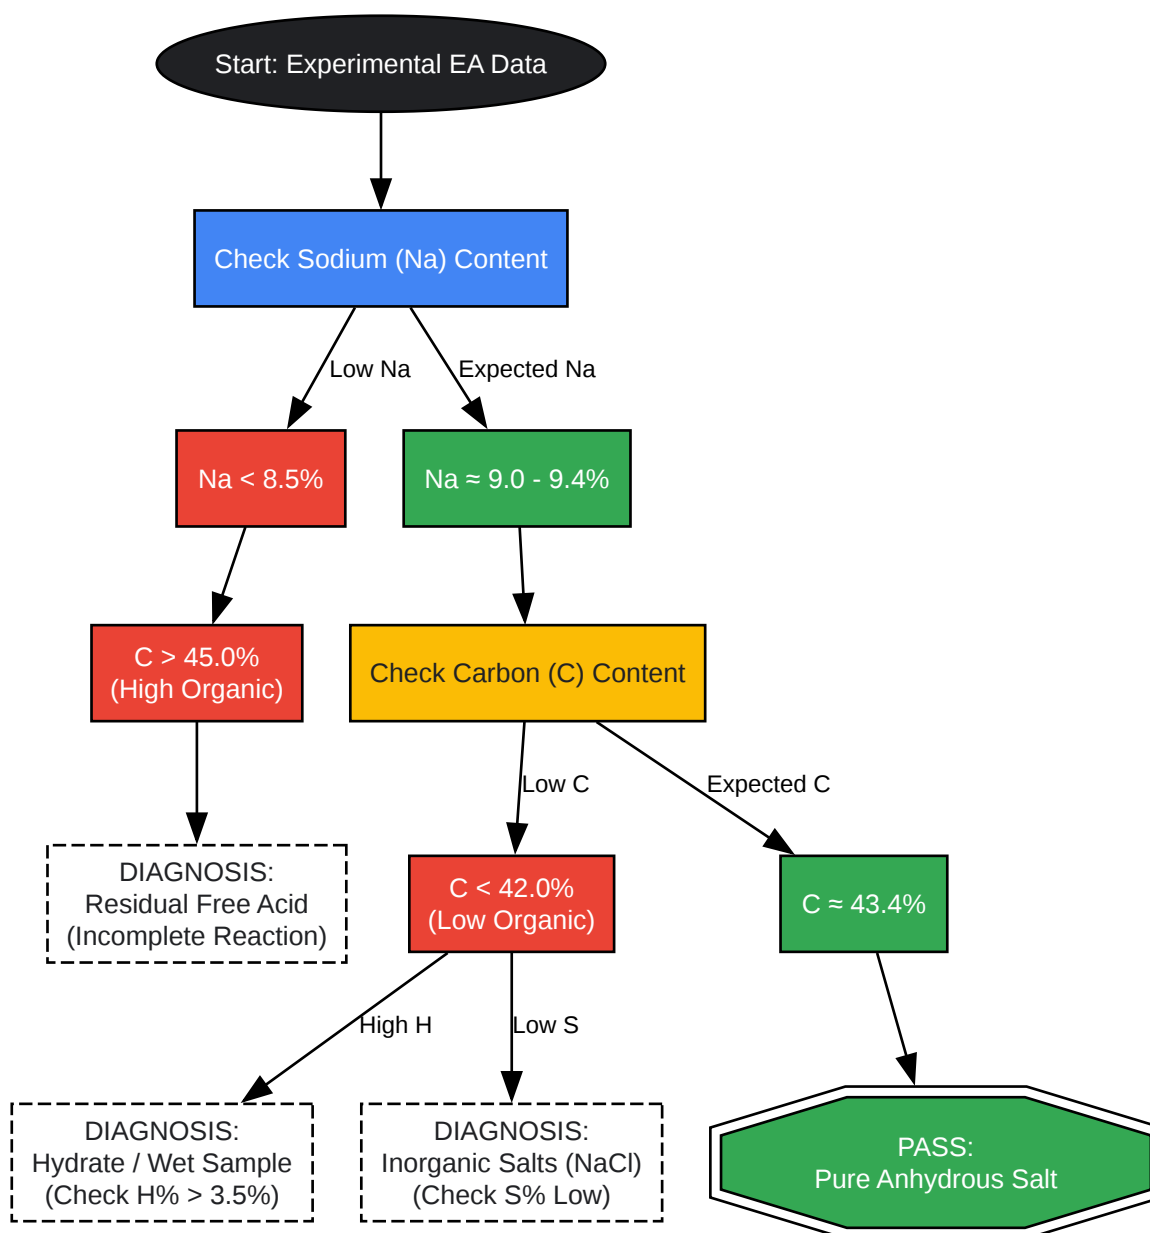 Start: Experimental EA Data
Check Sodium (Na) Content
Low Na
Expected Na
Na < 8.5%
Na ≈ 9.0 - 9.4%
C > 45.0%
(High Organic)
Check Carbon (C) Content
Low C
Expected C
DIAGNOSIS:
Residual Free Acid
(Incomplete Reaction)
C < 42.0%
(Low Organic)
C ≈ 43.4%
High H
Low S
DIAGNOSIS:
Hydrate / Wet Sample
(Check H% > 3.5%)
DIAGNOSIS:
Inorganic Salts (NaCl)
(Check S% Low)
PASS:
Pure Anhydrous Salt